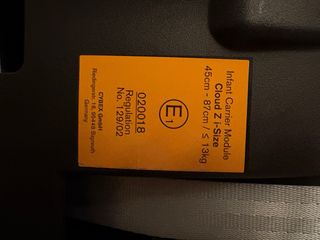 Infant Carrier Module
Cloud Z i-Size
45cm - 87cm / ≤ 13kg
E1
020018
Regulation
No. 129/02
CYBEX GmbH
Riedingerstr. 18, 95448 Bayreuth
Germany